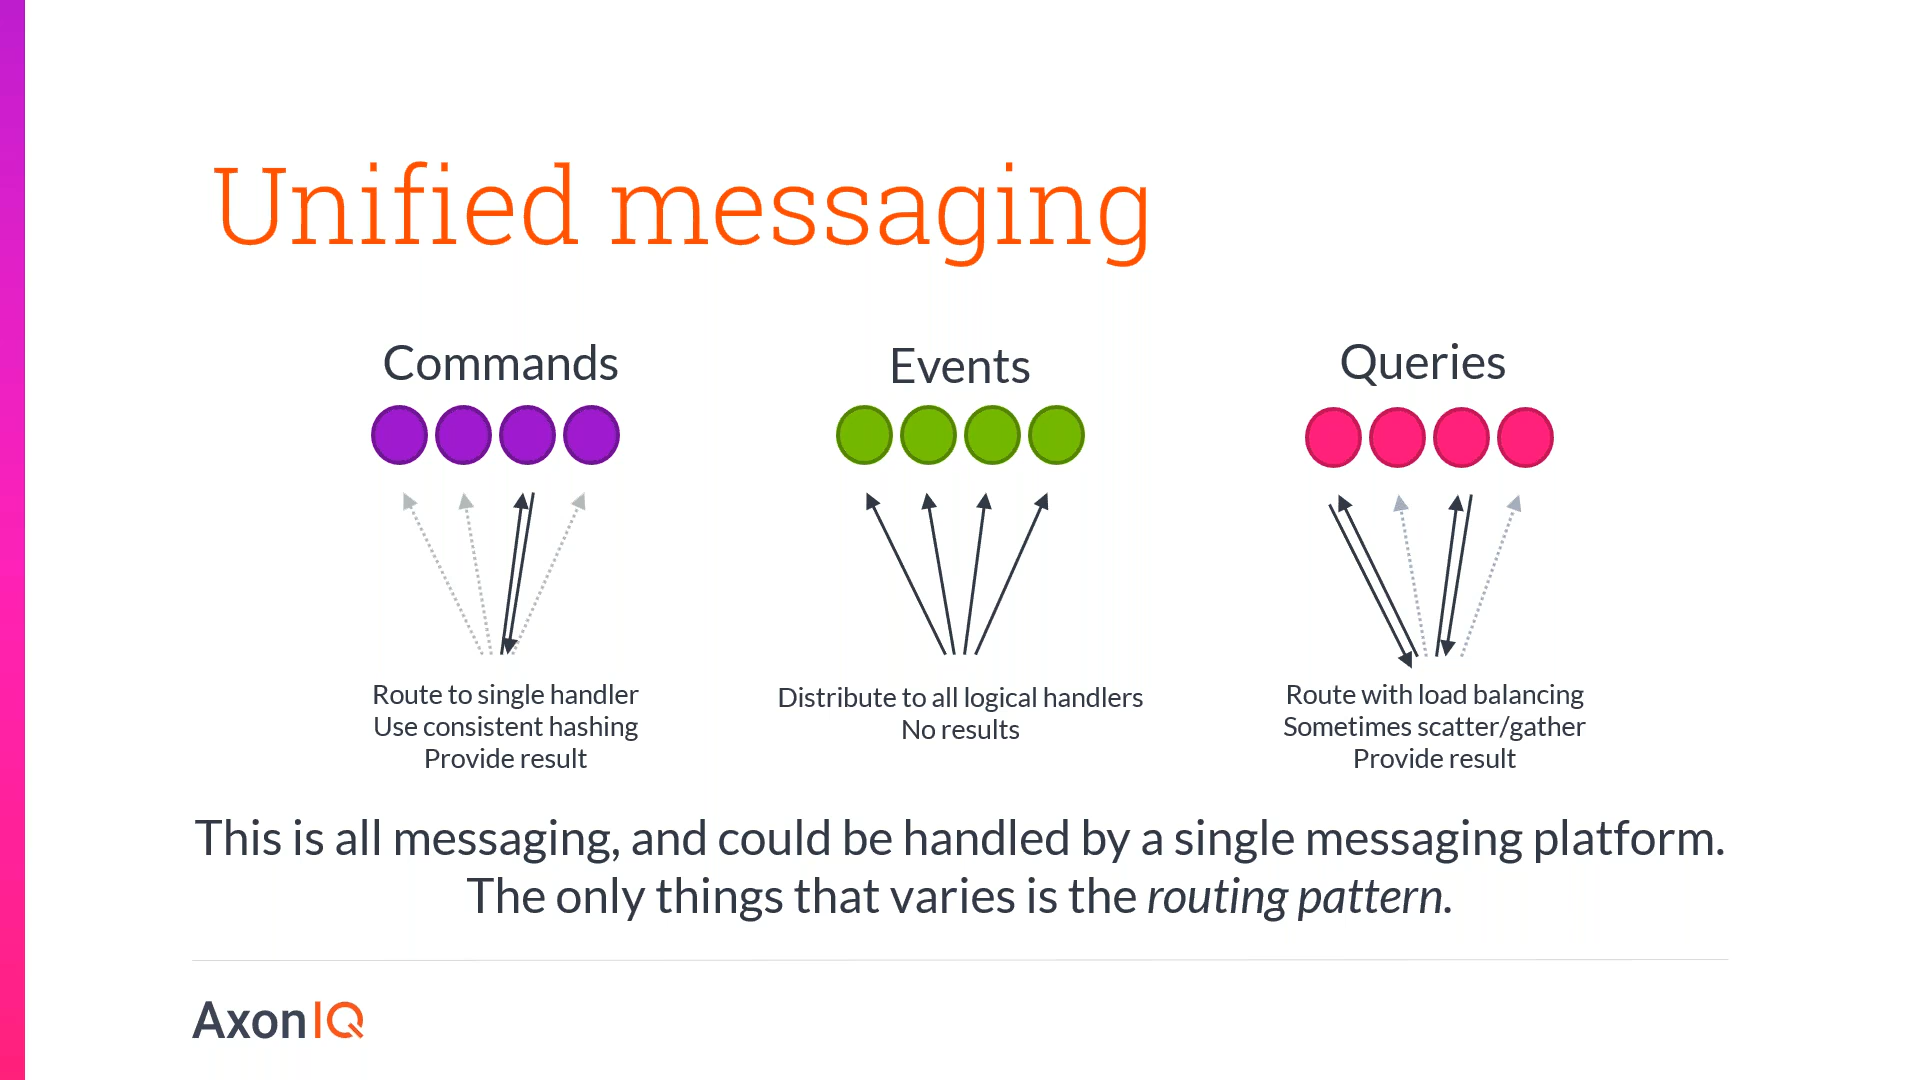 Unified messaging
Commands
Route to single handler
Use consistent hashing
Provide result
Events
Distribute to all logical handlers
No results
Queries
Route with load balancing
Sometimes scatter/gather
Provide result
This is all messaging, and could be handled by a single messaging platform.
The only things that varies is the routing pattern.
AxonIQ